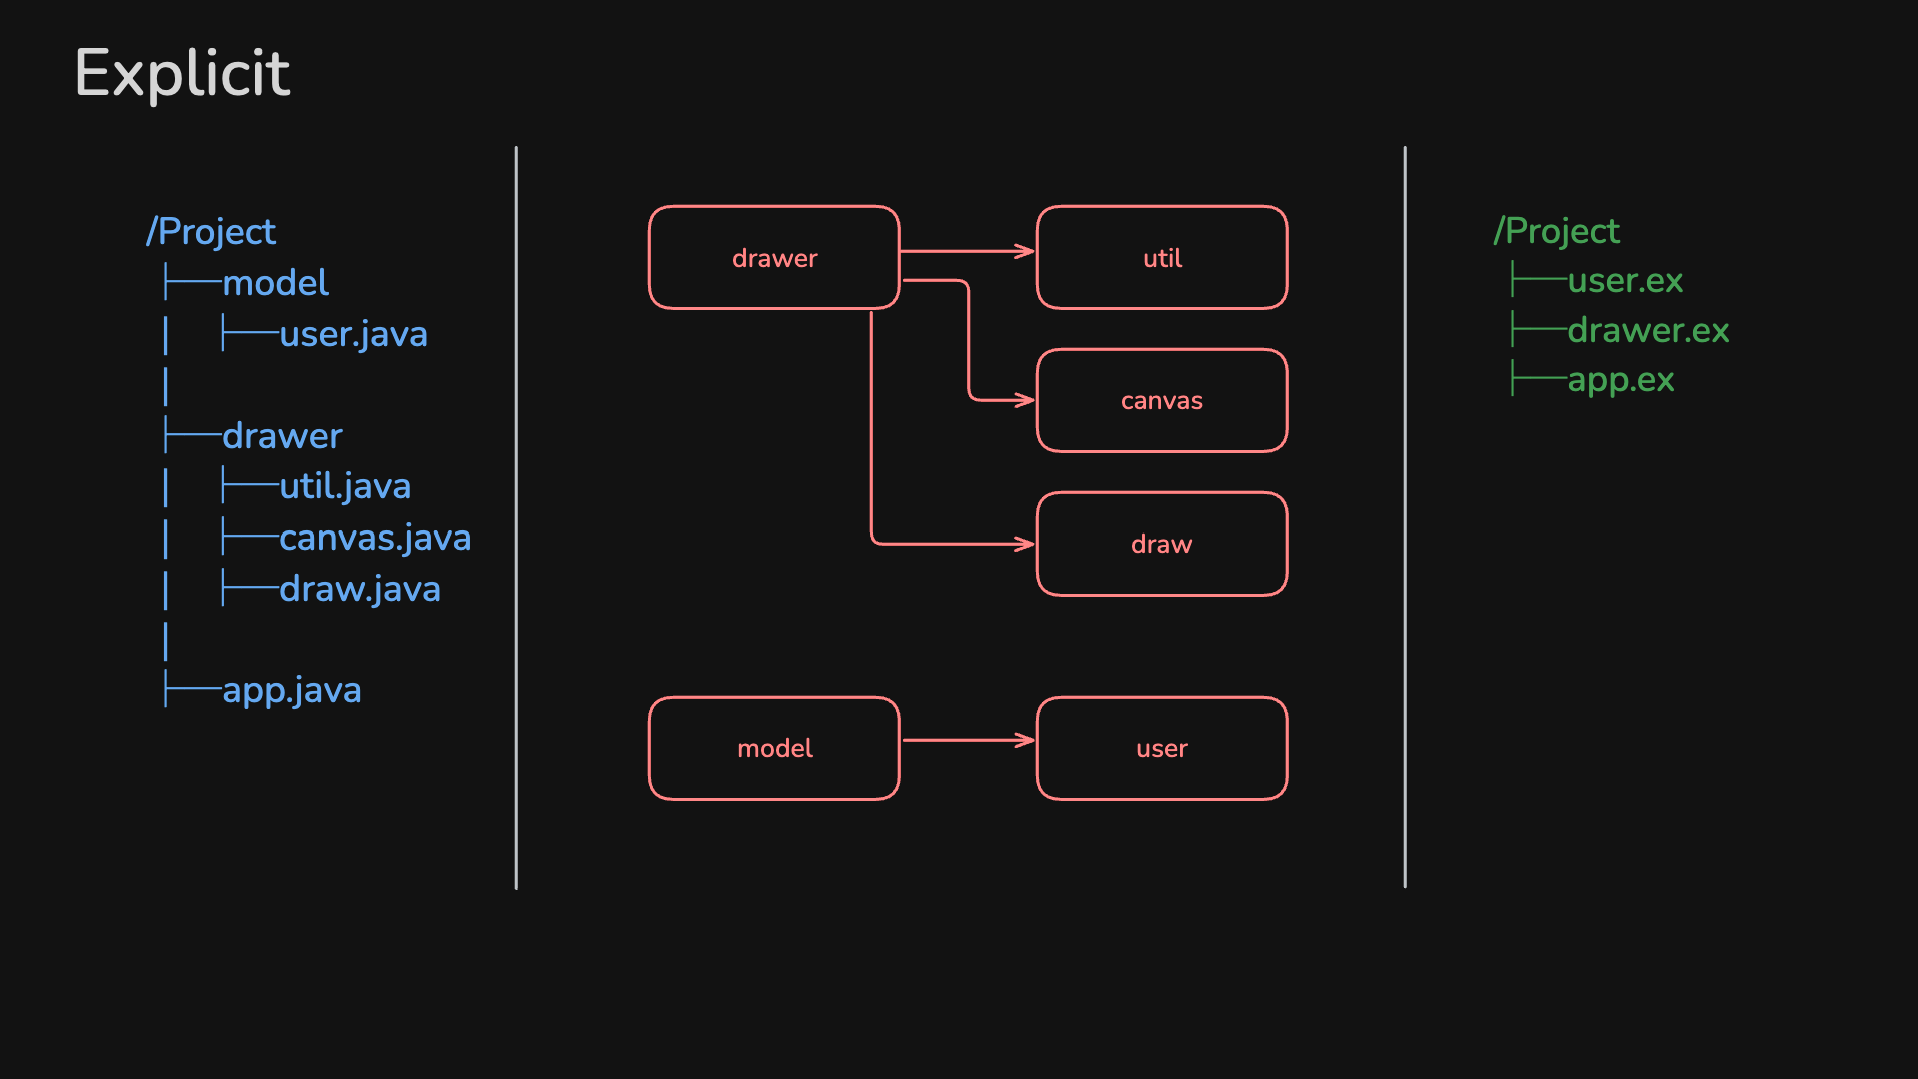 Explicit
/Project
├──model
|   ├──user.java
|
├──drawer
|   ├──util.java
|   ├──canvas.java
|   ├──draw.java
|
├──app.java
drawer
util
canvas
draw
model
user
/Project
├──user.ex
├──drawer.ex
├──app.ex